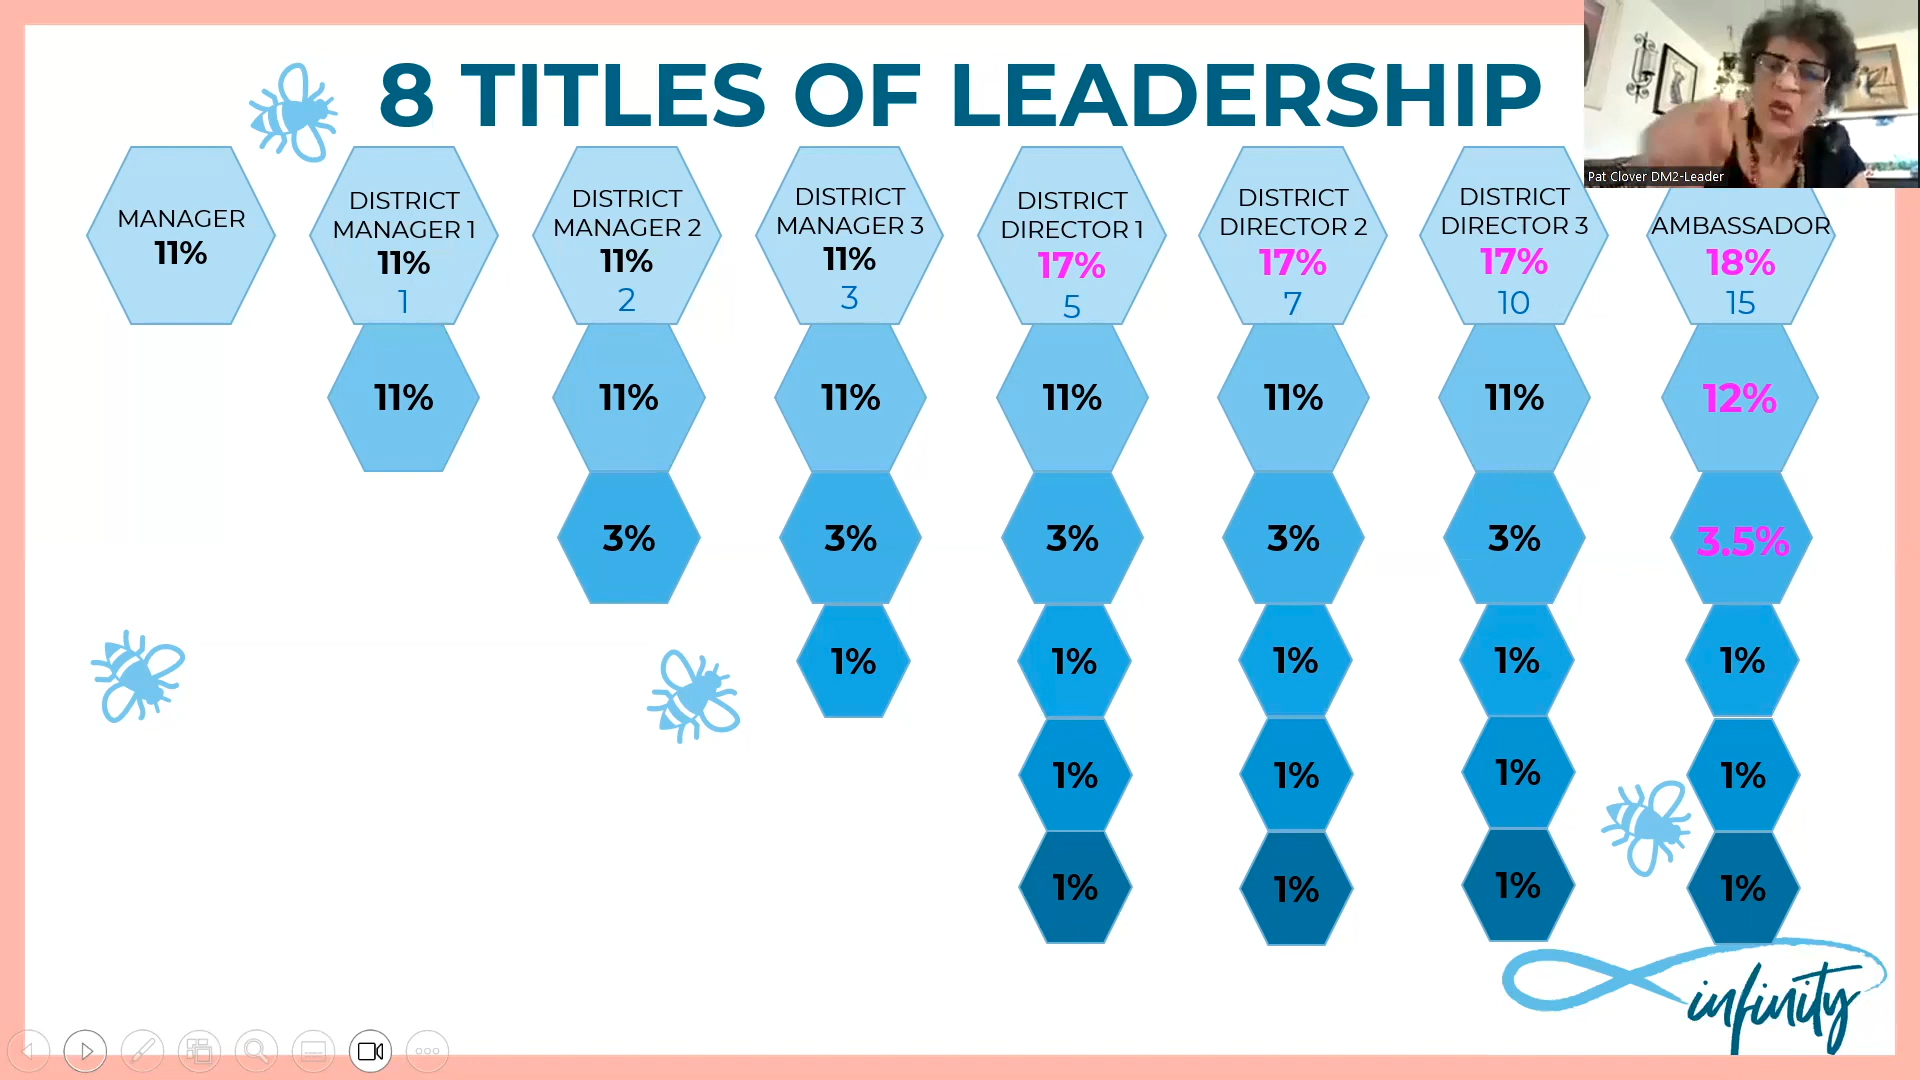 8 TITLES OF LEADERSHIP
Pat Clover DM2-Leader
MANAGER
11%
DISTRICT
MANAGER 1
11%
1
11%
DISTRICT
MANAGER 2
11%
2
11%
3%
DISTRICT
MANAGER 3
11%
3
11%
3%
1%
DISTRICT
DIRECTOR 1
17%
5
11%
3%
1%
1%
1%
DISTRICT
DIRECTOR 2
17%
7
11%
3%
1%
1%
1%
DISTRICT
DIRECTOR 3
17%
10
11%
3%
1%
1%
1%
AMBASSADOR
18%
15
12%
3.5%
1%
1%
1%
infinity